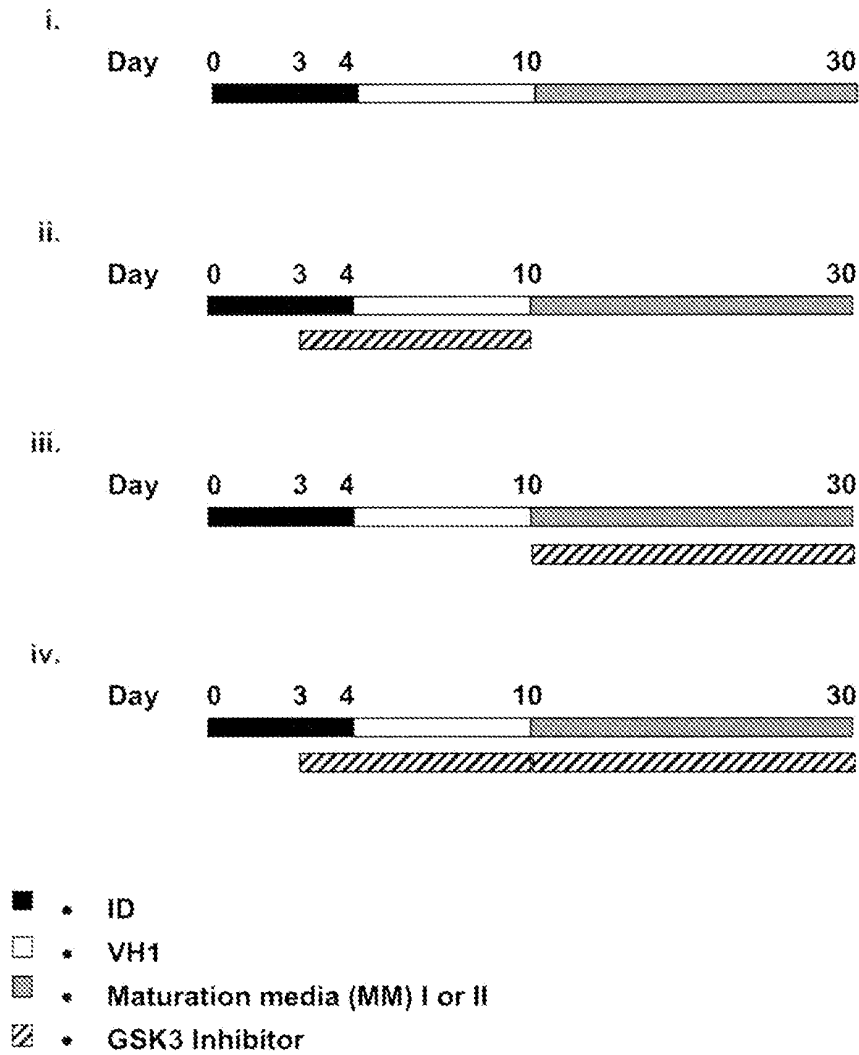 i.
Day 0 3 4 10 30
ii.
Day 0 3 4 10 30
iii.
Day 0 3 4 10 30
iv.
Day 0 3 4 10 30
• ID
• VH1
• Maturation media (MM) I or II
• GSK3 Inhibitor